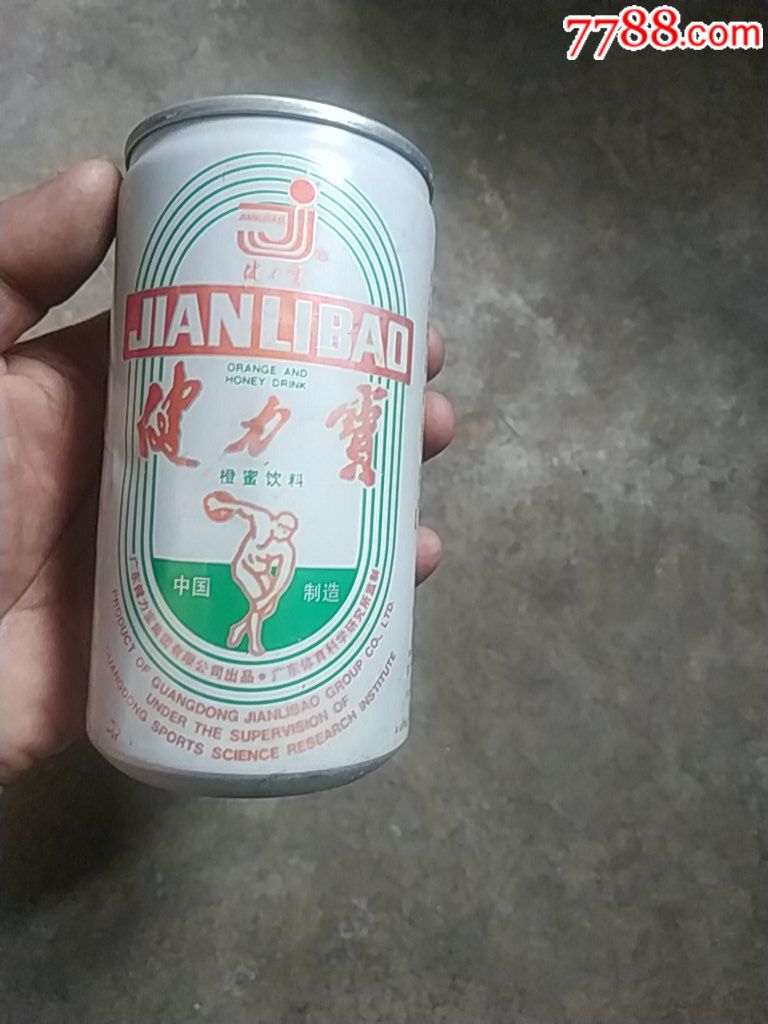 7788.com
JIANLIBAO
健力宝
JIANLIBAO
ORANGE AND
HONEY DRINK
健力寶
橙蜜饮料
中国 制造
广东健力宝集团有限公司出品•广东体育科学研究所监制
PRODUCT OF GUANGDONG JIANLIBAO GROUP CO., LTD.
UNDER THE SUPERVISION OF
GUANGDONG SPORTS SCIENCE RESEARCH INSTITUTE